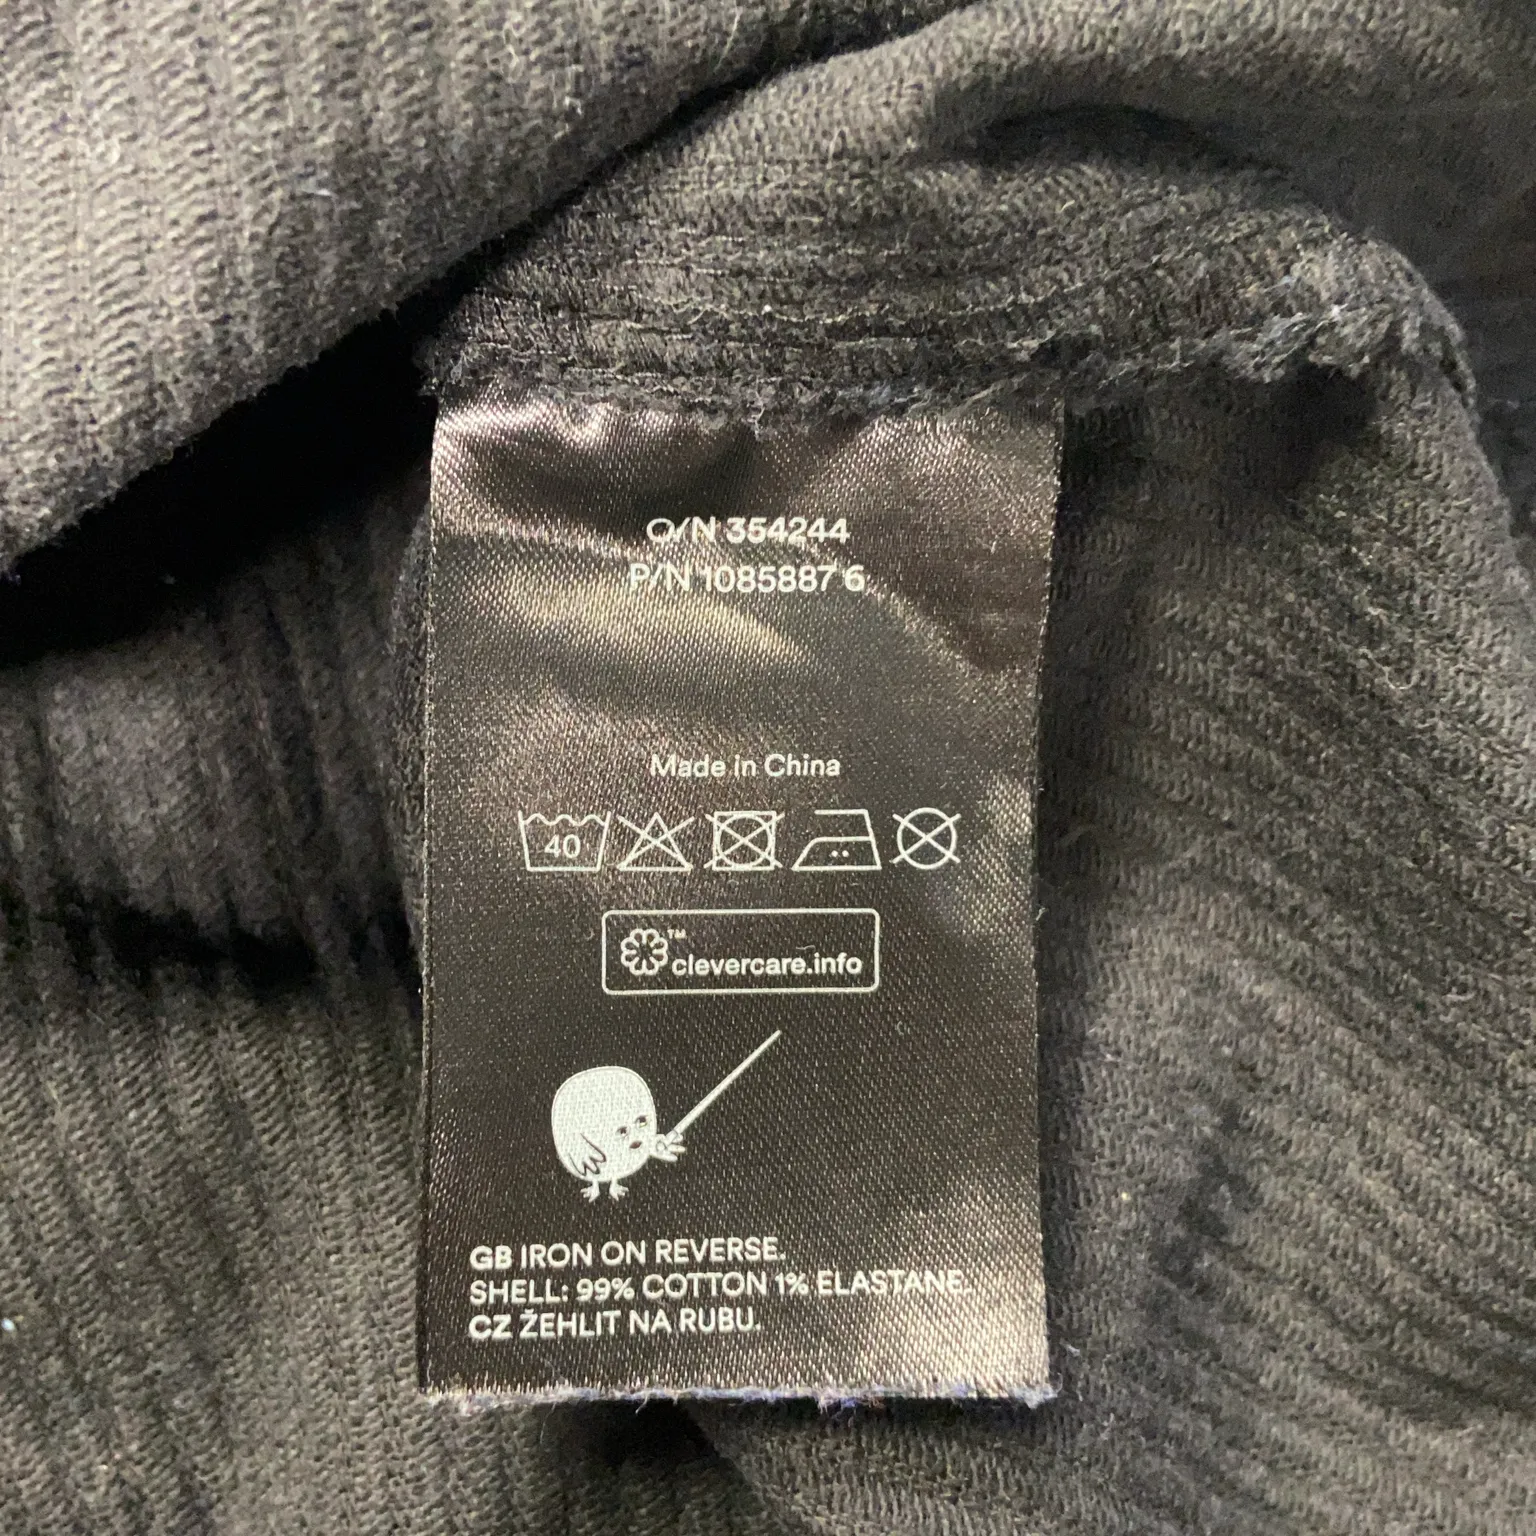 O/N 354244
P/N 1085887 6
Made in China
40
™
clevercare.info
GB IRON ON REVERSE.
SHELL: 99% COTTON 1% ELASTANE.
CZ ŽEHLIT NA RUBU.